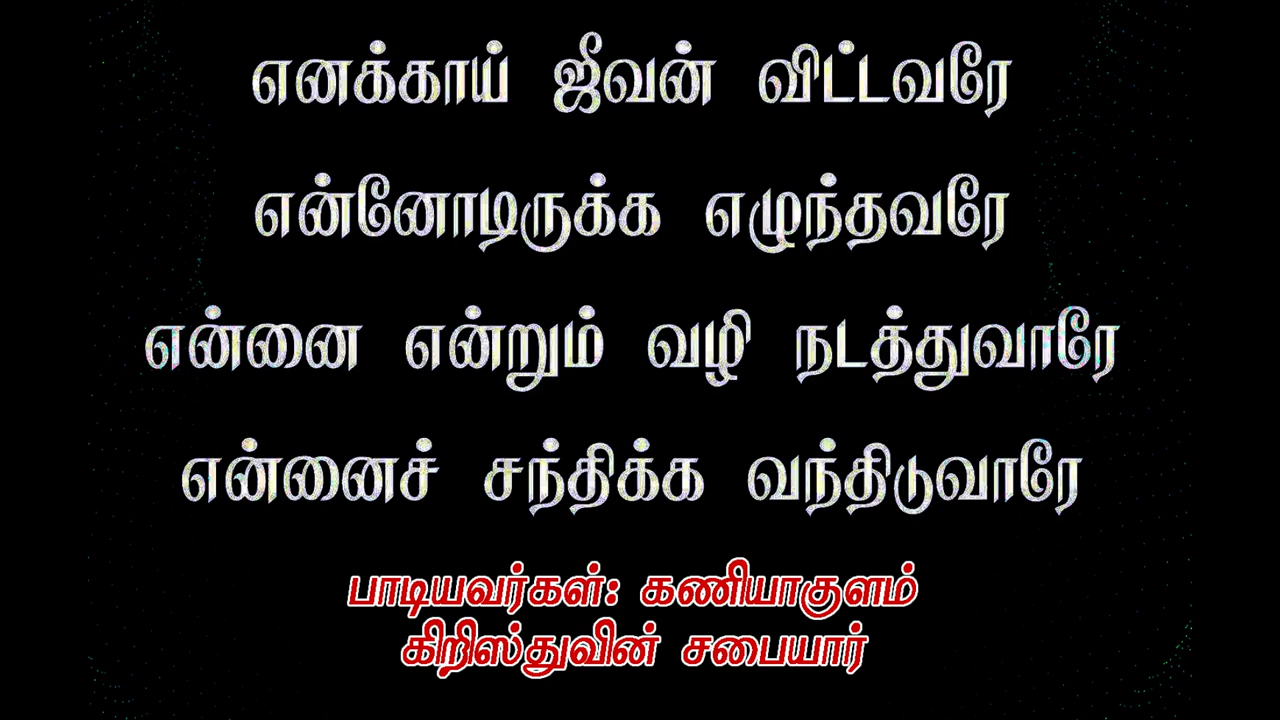 எனக்காய் ஜீவன் விட்டவரே
என்னோடிருக்க எழுந்தவரே
என்னை என்றும் வழி நடத்துவாரே
என்னைச் சந்திக்க வந்திடுவாரே
பாடியவர்கள்: கணியாகுளம்
கிறிஸ்துவின் சபையார்